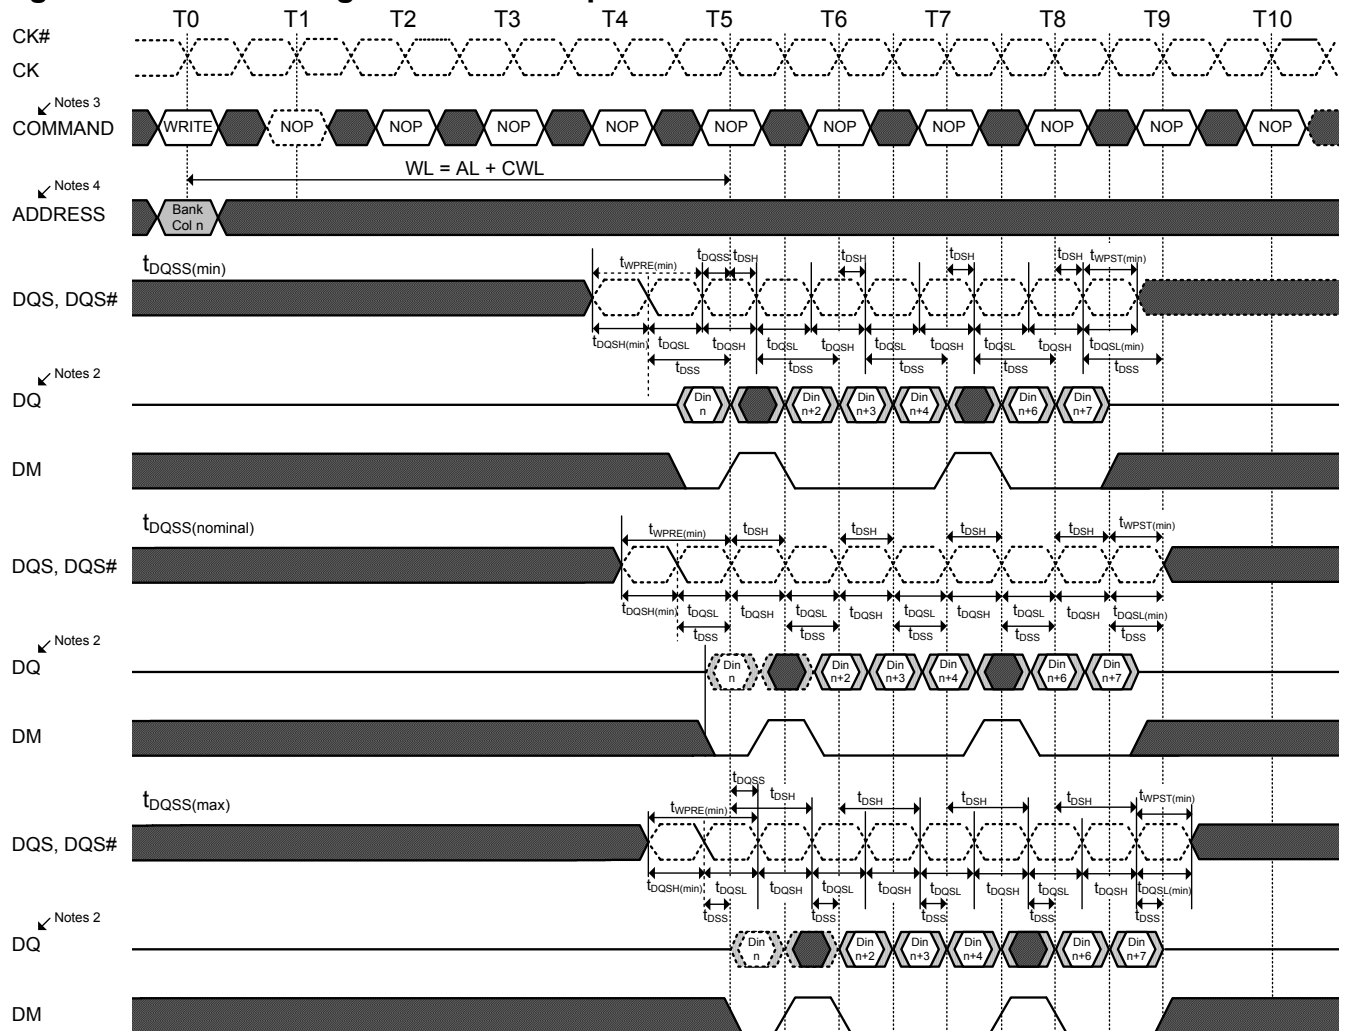 T0 T1 T2 T3 T4 T5 T6 T7 T8 T9 T10
CK#
CK
Notes 3
COMMAND WRITE NOP NOP NOP NOP NOP NOP NOP NOP NOP NOP
WL = AL + CWL
Notes 4
ADDRESS Bank Col n
tDQSS(min) tWPRE(min) tDQSS tDSH tDSH tDSH tDSH tWPST(min)
DQS, DQS#
tDQSH(min) tDQSL tDQSH tDQSL tDQSH tDQSL tDQSH tDQSL tDQSH tDQSL(min)
tDSS tDSS tDSS tDSS tDSS
Notes 2
DQ Din n Din n+2 Din n+3 Din n+4 Din n+6 Din n+7
DM
tDQSS(nominal) tWPRE(min) tDSH tDSH tDSH tDSH tWPST(min)
DQS, DQS#
tDQSH(min) tDQSL tDQSH tDQSL tDQSH tDQSL tDQSH tDQSL tDQSH tDQSL(min)
tDSS tDSS tDSS tDSS tDSS
Notes 2
DQ Din n Din n+2 Din n+3 Din n+4 Din n+6 Din n+7
DM
tDQSS
tDQSS(max) tWPRE(min) tDSH tDSH tDSH tDSH tWPST(min)
DQS, DQS#
tDQSH(min) tDQSL tDQSH tDQSL tDQSH tDQSL tDQSH tDQSL tDQSH tDQSL(min)
tDSS tDSS tDSS tDSS tDSS
Notes 2
DQ Din n Din n+2 Din n+3 Din n+4 Din n+6 Din n+7
DM